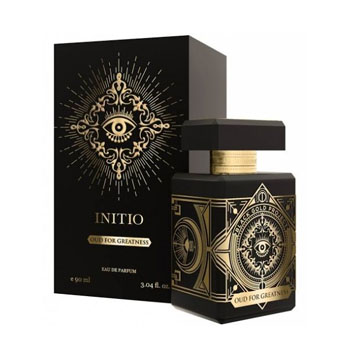 INITIO
OUD FOR GREATNESS
EAU DE PARFUM
e 90 ml
3.04 fl. oz.
BLACK GOLD PROJECT
OUD FOR GREATNESS